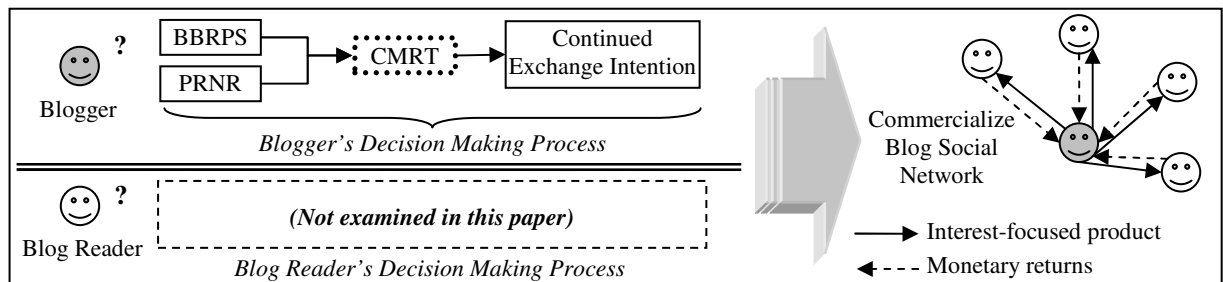 ?
Blogger
BBRPS
PRNR
CMRT
Continued
Exchange Intention
Blogger's Decision Making Process
?
Blog Reader
(Not examined in this paper)
Blog Reader's Decision Making Process
Commercialize
Blog Social
Network
Interest-focused product
Monetary returns